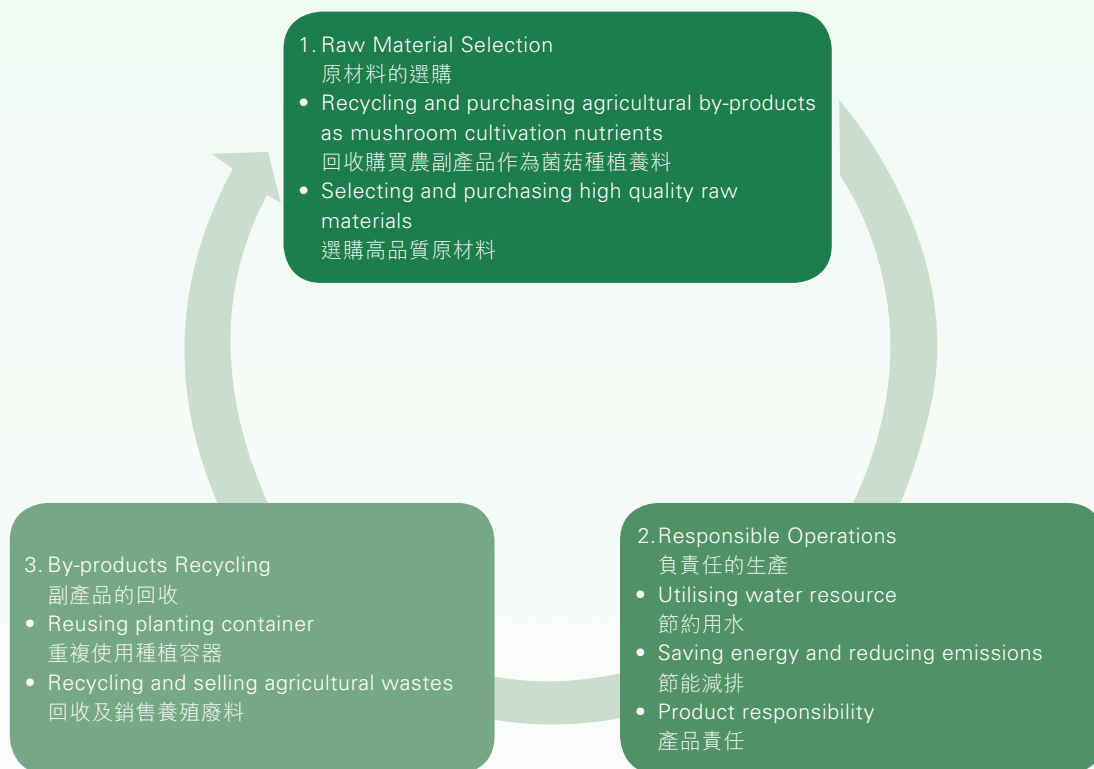 1. Raw Material Selection
原材料的選購
• Recycling and purchasing agricultural by-products
as mushroom cultivation nutrients
回收購買農副產品作為菌菇種植養料
• Selecting and purchasing high quality raw
materials
選購高品質原材料
2. Responsible Operations
負責任的生產
• Utilising water resource
節約用水
• Saving energy and reducing emissions
節能減排
• Product responsibility
產品責任
3. By-products Recycling
副產品的回收
• Reusing planting container
重複使用種植容器
• Recycling and selling agricultural wastes
回收及銷售養殖廢料